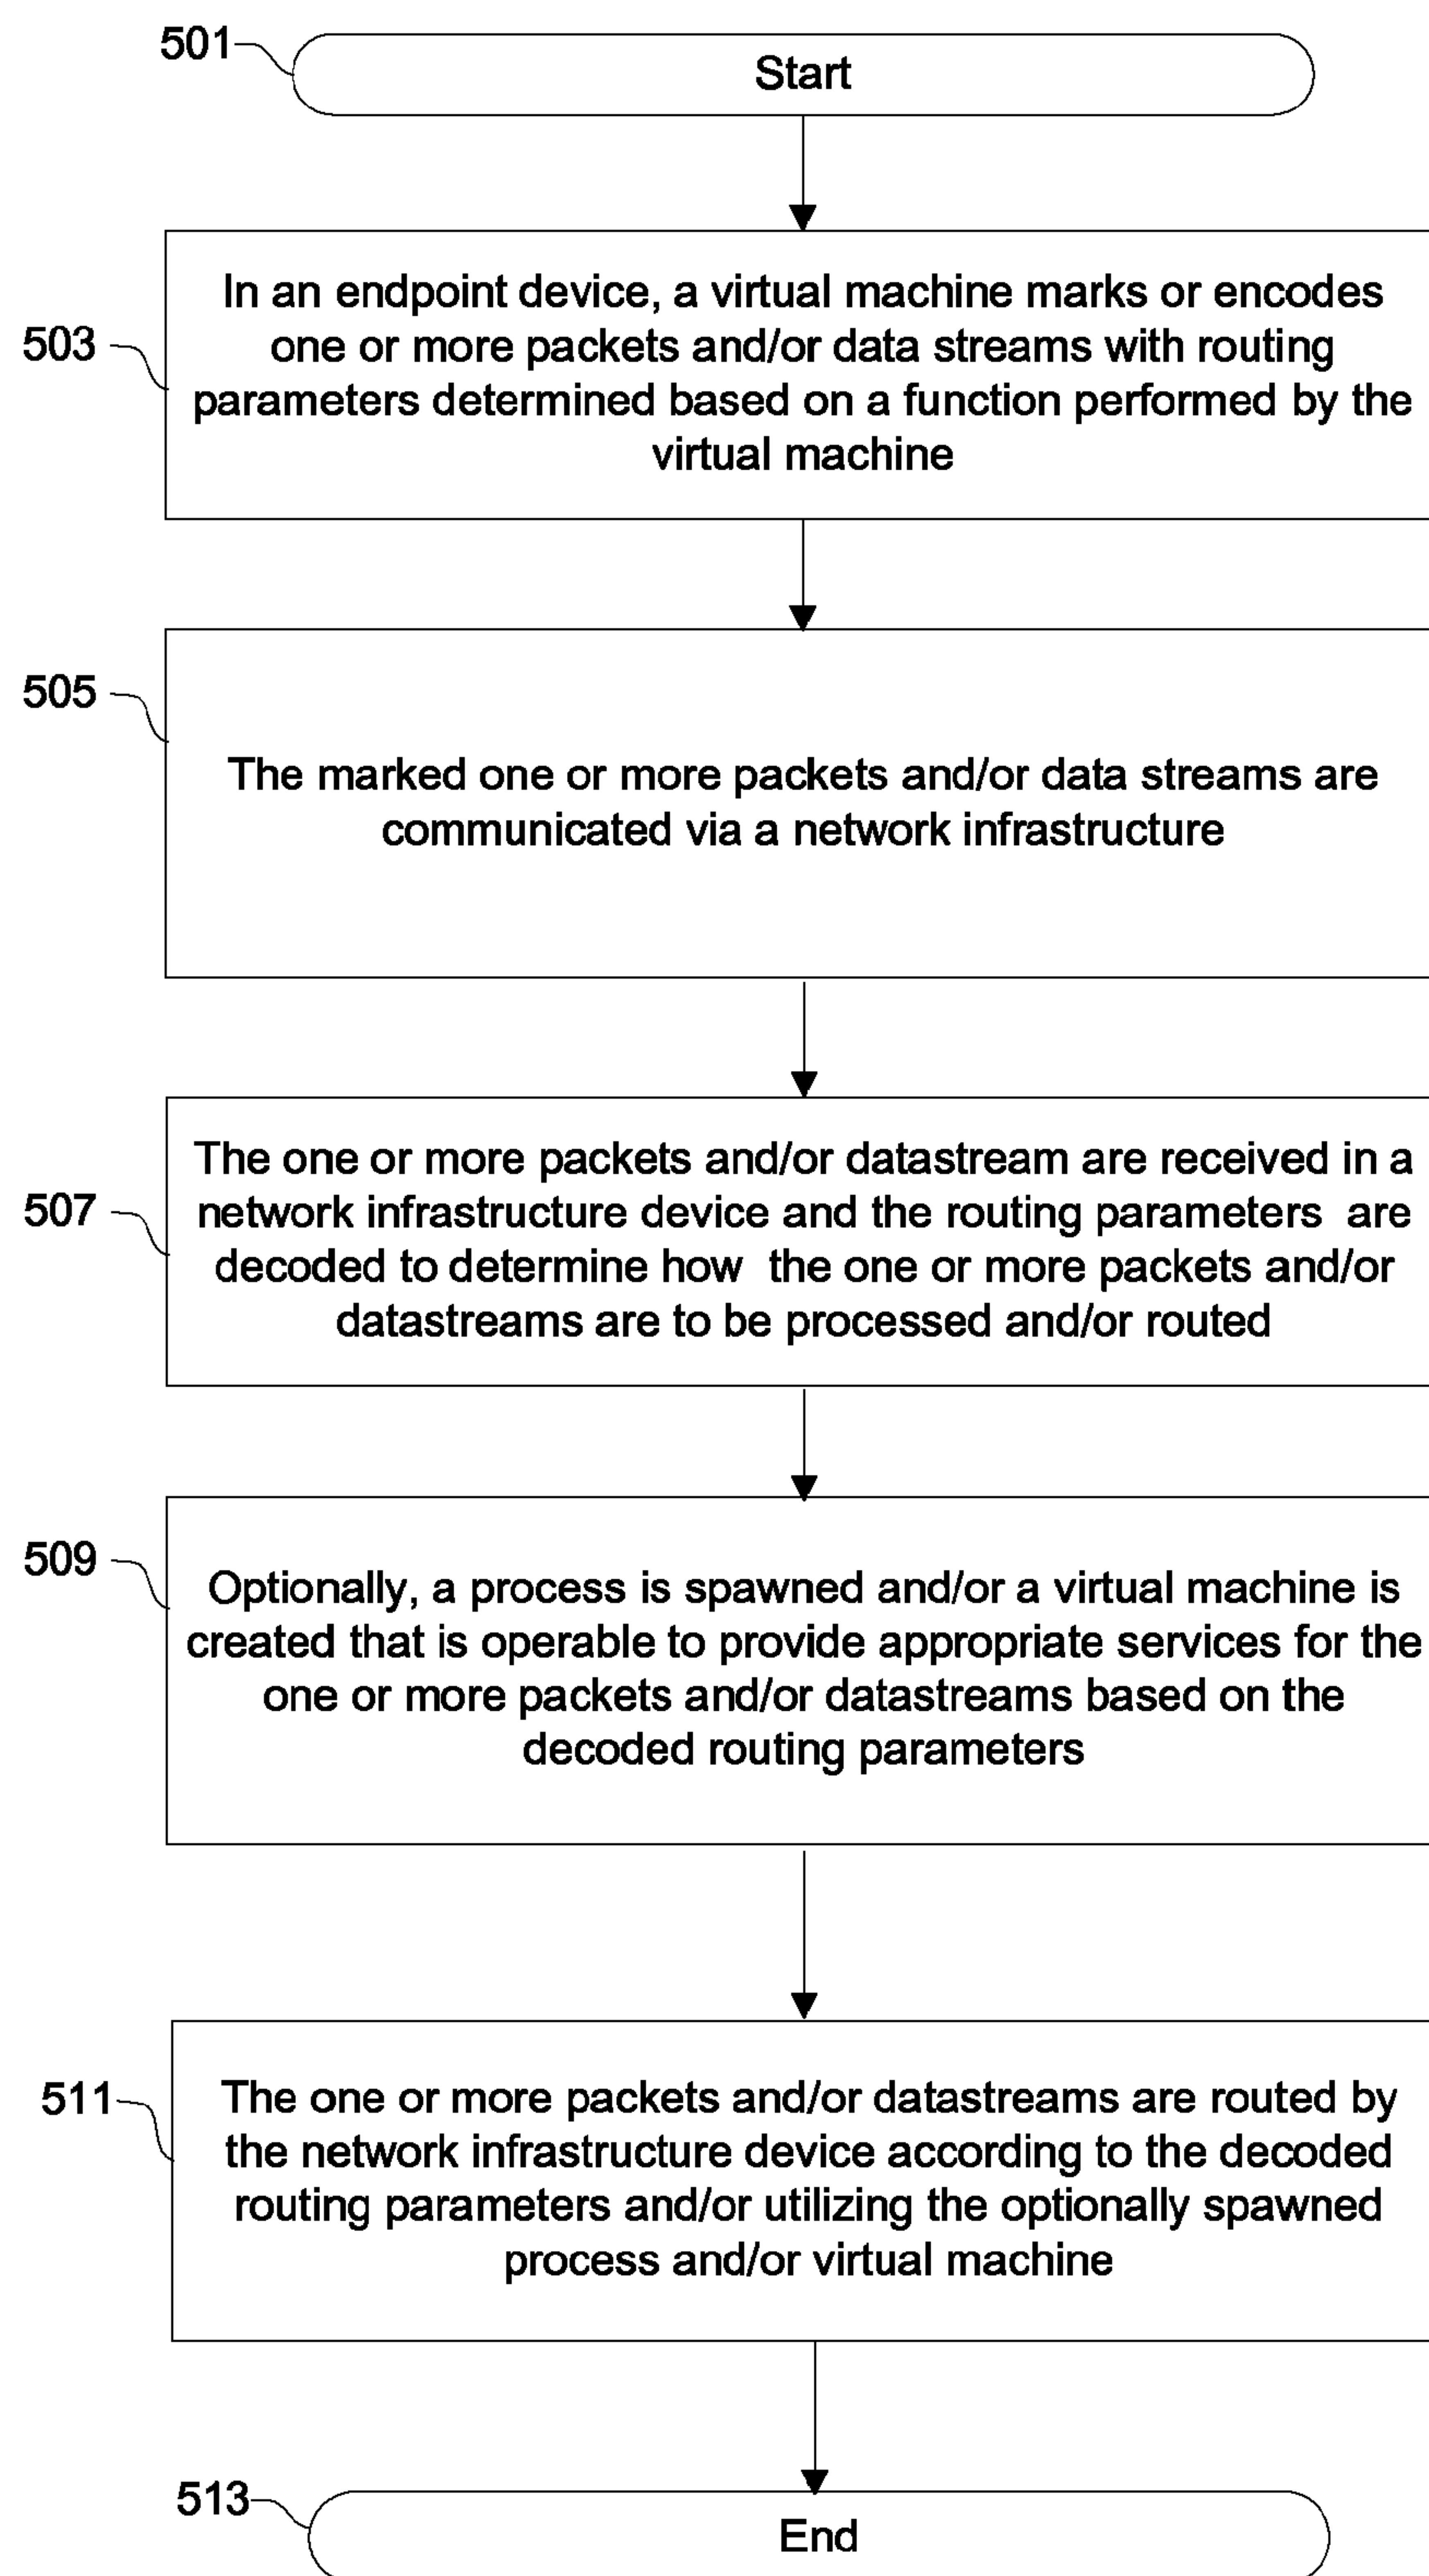 501
Start
503
In an endpoint device, a virtual machine marks or encodes
one or more packets and/or data streams with routing
parameters determined based on a function performed by the
virtual machine
505
The marked one or more packets and/or data streams are
communicated via a network infrastructure
507
The one or more packets and/or datastream are received in a
network infrastructure device and the routing parameters  are
decoded to determine how  the one or more packets and/or
datastreams are to be processed and/or routed
509
Optionally, a process is spawned and/or a virtual machine is
created that is operable to provide appropriate services for the
one or more packets and/or datastreams based on the
decoded routing parameters
511
The one or more packets and/or datastreams are routed by
the network infrastructure device according to the decoded
routing parameters and/or utilizing the optionally spawned
process and/or virtual machine
513
End